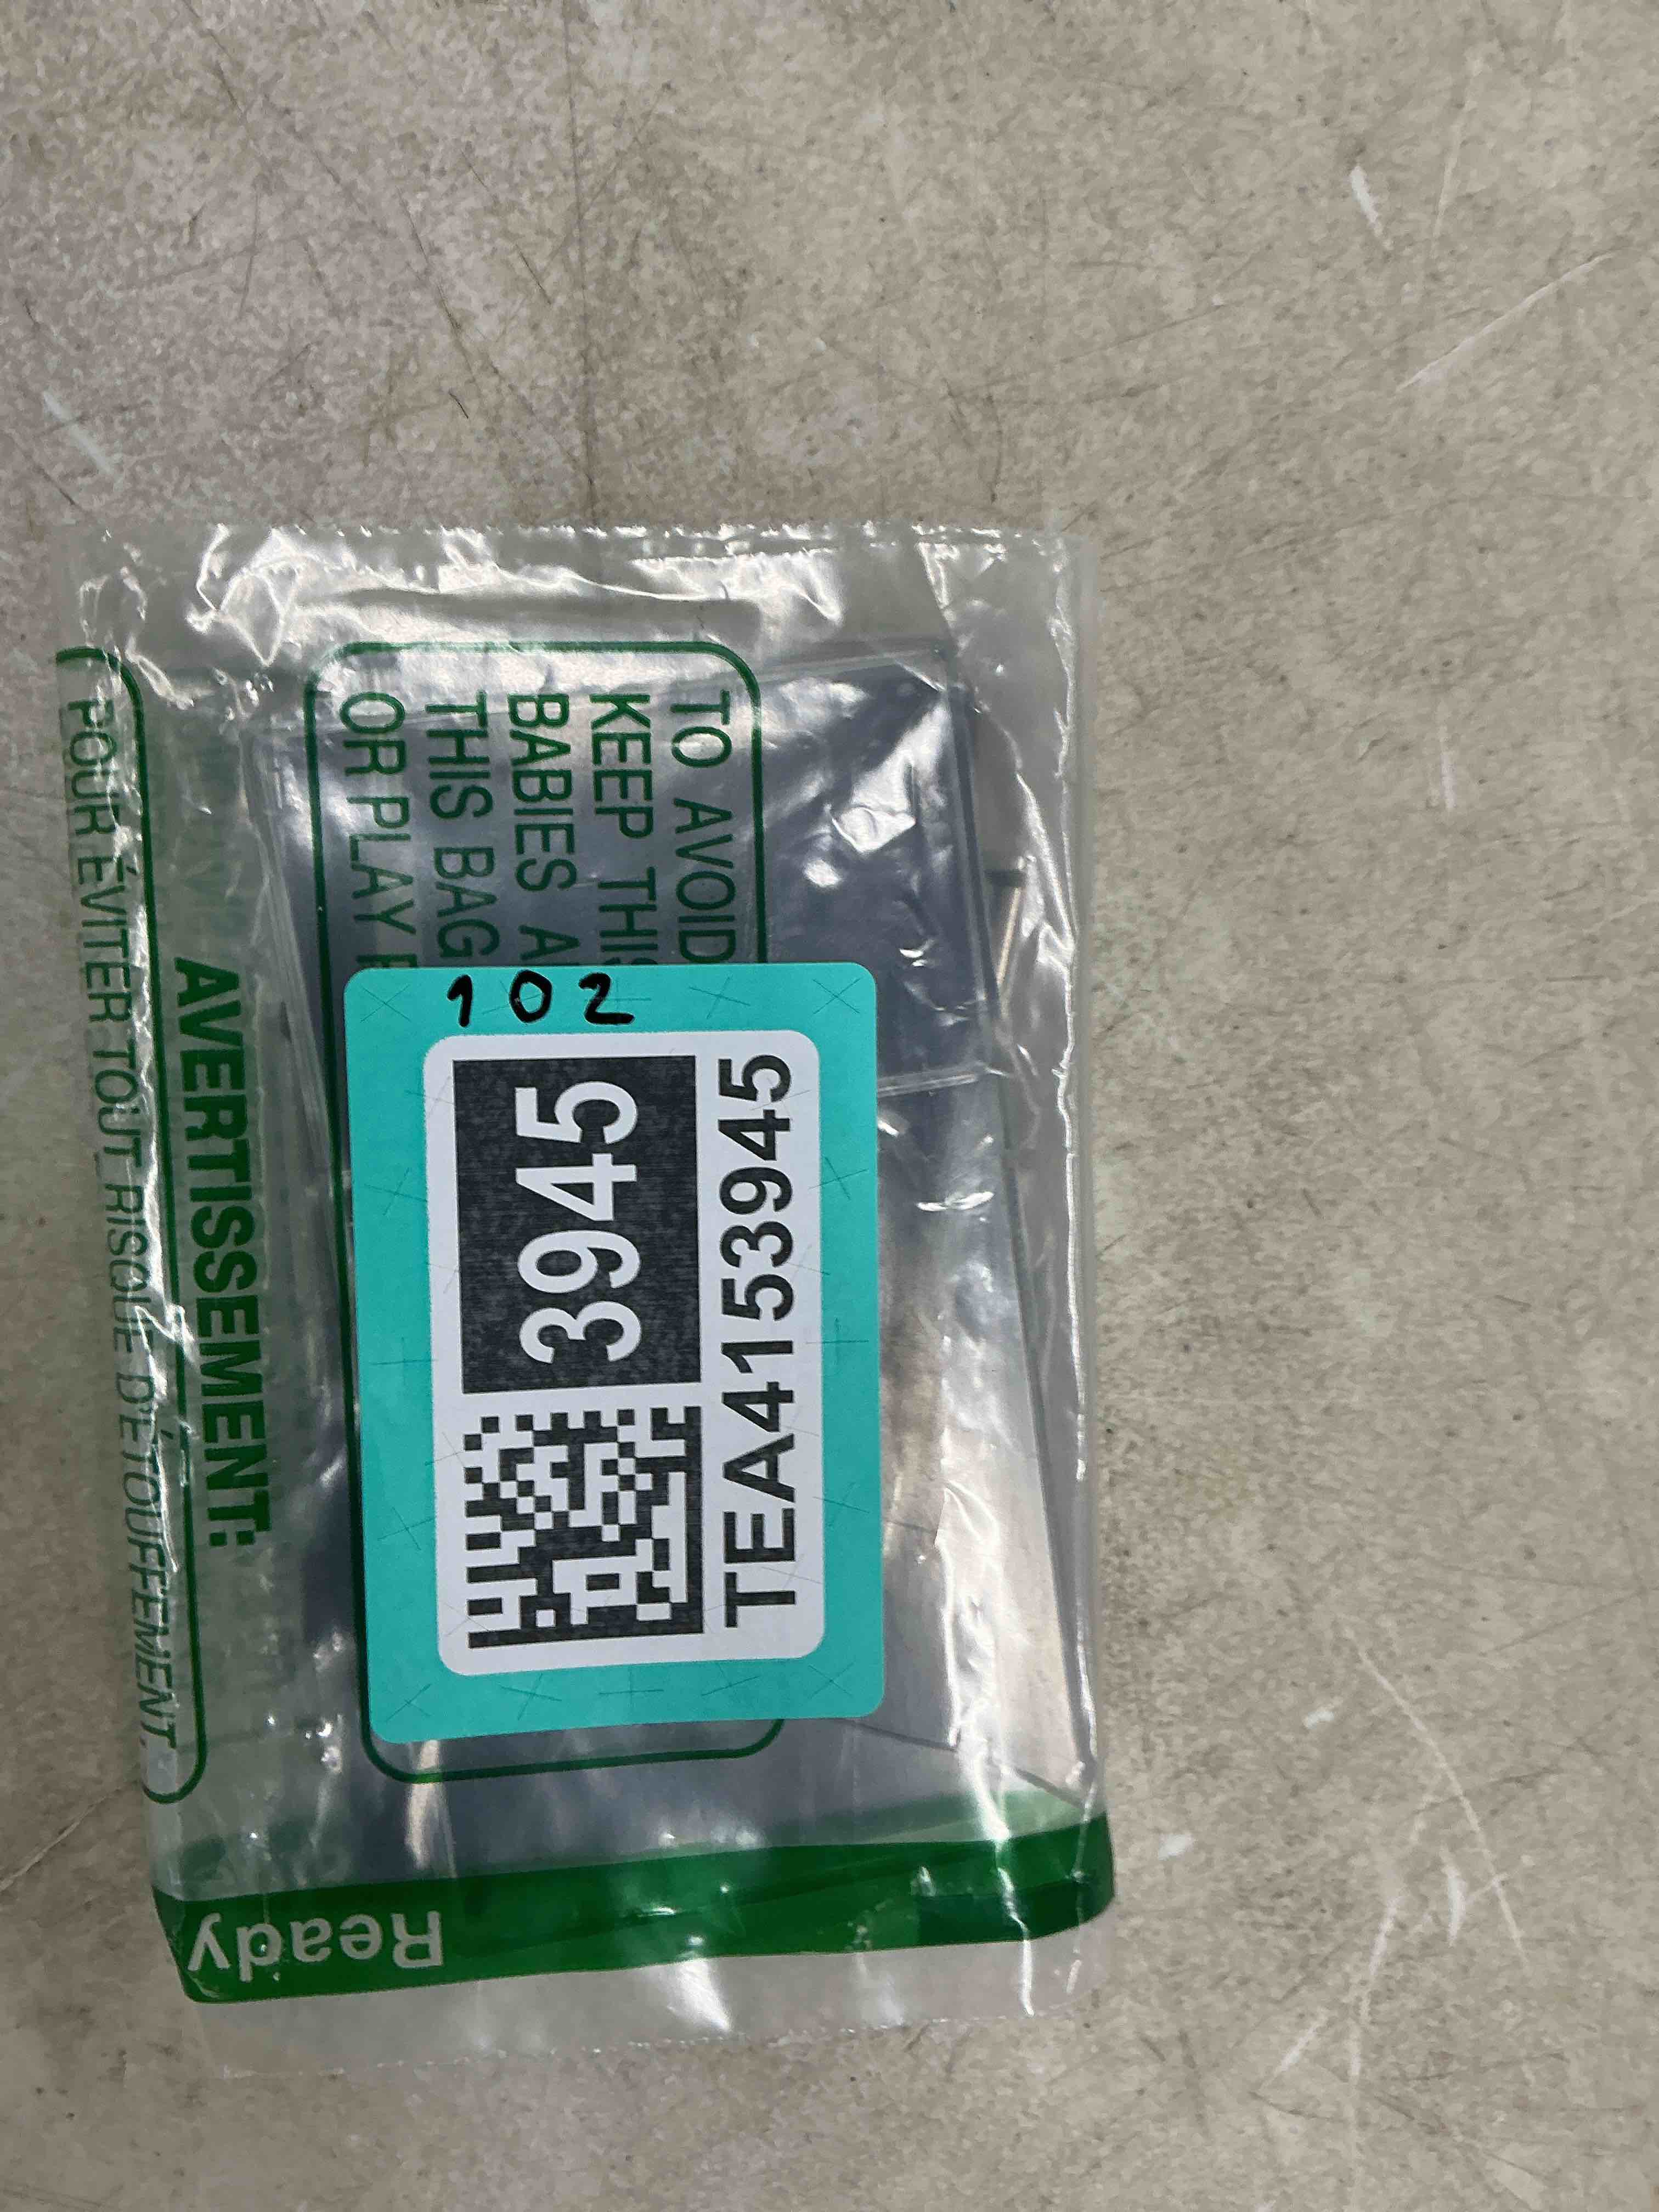 102
3945
TEA4153945
TO AVOID
KEEP THIS
BABIES A
THIS BAG
OR PLAY
AVERTISSEMENT:
POUR ÉVITER TOUT RISQUE D'ÉTOUFFEMENT,
Ready